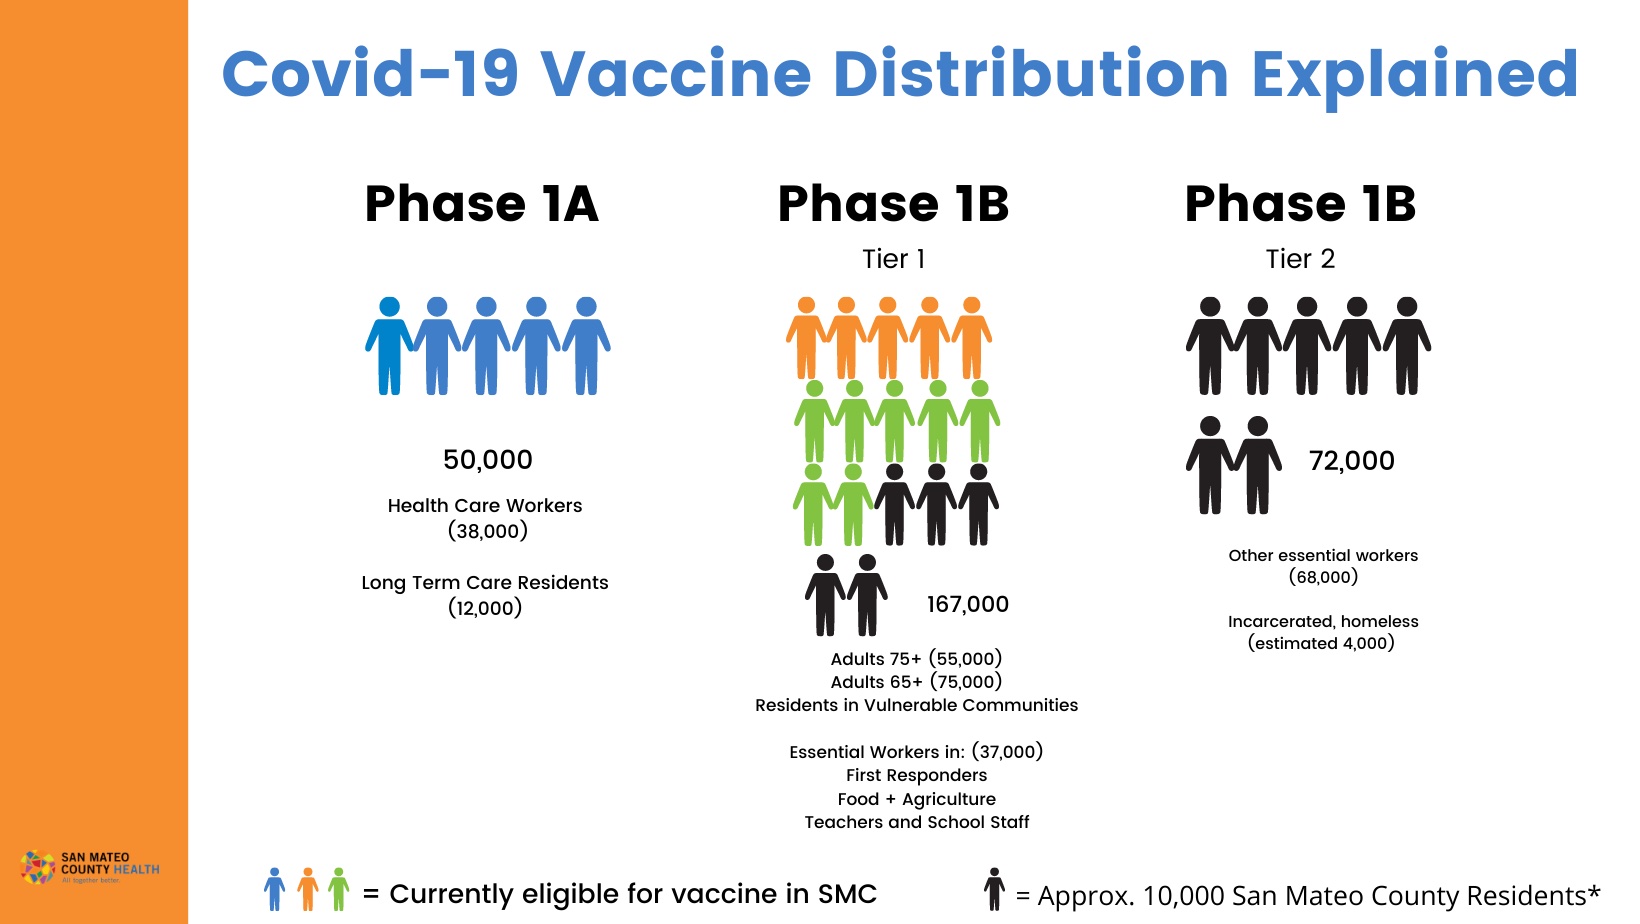 Covid-19 Vaccine Distribution Explained
Phase 1A
50,000
Health Care Workers
(38,000)
Long Term Care Residents
(12,000)
Phase 1B
Tier 1
167,000
Adults 75+ (55,000)
Adults 65+ (75,000)
Residents in Vulnerable Communities
Essential Workers in: (37,000)
First Responders
Food + Agriculture
Teachers and School Staff
Phase 1B
Tier 2
72,000
Other essential workers
(68,000)
Incarcerated, homeless
(estimated 4,000)
SAN MATEO
COUNTY HEALTH
All together better.
= Currently eligible for vaccine in SMC
= Approx. 10,000 San Mateo County Residents*